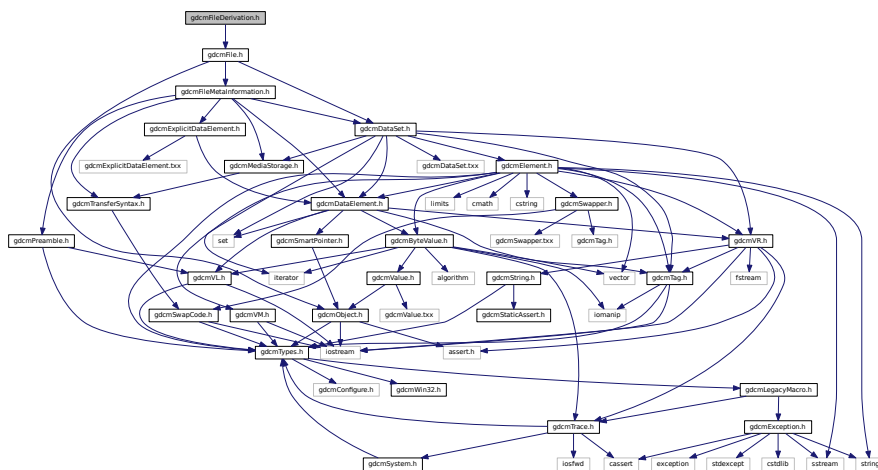 gdcmFileDerivation.h
gdcmFile.h
gdcmFileMetaInformation.h
gdcmExplicitDataElement.h
gdcmDataSet.h
gdcmExplicitDataElement.txx
gdcmMediaStorage.h
gdcmDataSet.txx
gdcmElement.h
gdcmTransferSyntax.h
gdcmDataElement.h
limits
cmath
cstring
gdcmSwapper.h
gdcmPreamble.h
set
gdcmSmartPointer.h
gdcmByteValue.h
gdcmSwapper.txx
gdcmTag.h
gdcmVR.h
gdcmVL.h
iterator
gdcmValue.h
algorithm
gdcmString.h
vector
gdcmTag.h
fstream
gdcmSwapCode.h
gdcmVM.h
gdcmObject.h
gdcmValue.txx
gdcmStaticAssert.h
iomanip
gdcmTypes.h
iostream
assert.h
gdcmConfigure.h
gdcmWin32.h
gdcmLegacyMacro.h
gdcmTrace.h
gdcmException.h
gdcmSystem.h
iosfwd
cassert
exception
stdexcept
cstdlib
sstream
string